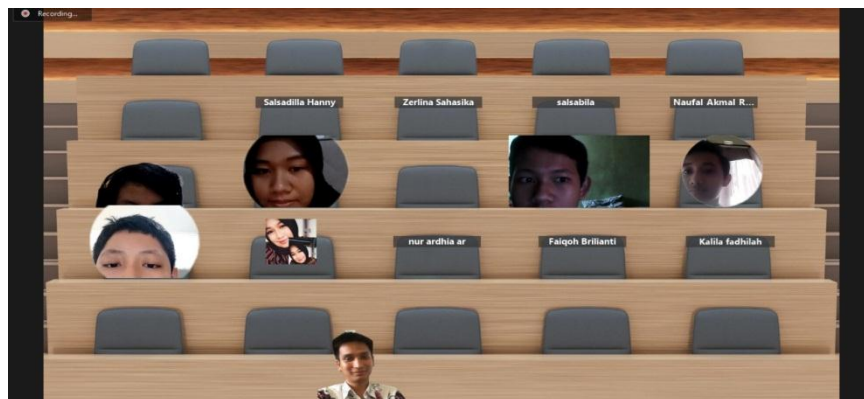 Recording...
Salsadilla Hanny
Zerlina Sahasika
salsabila
Naufal Akmal R...
nur ardhia ar
Faiqoh Brilianti
Kalila fadhilah